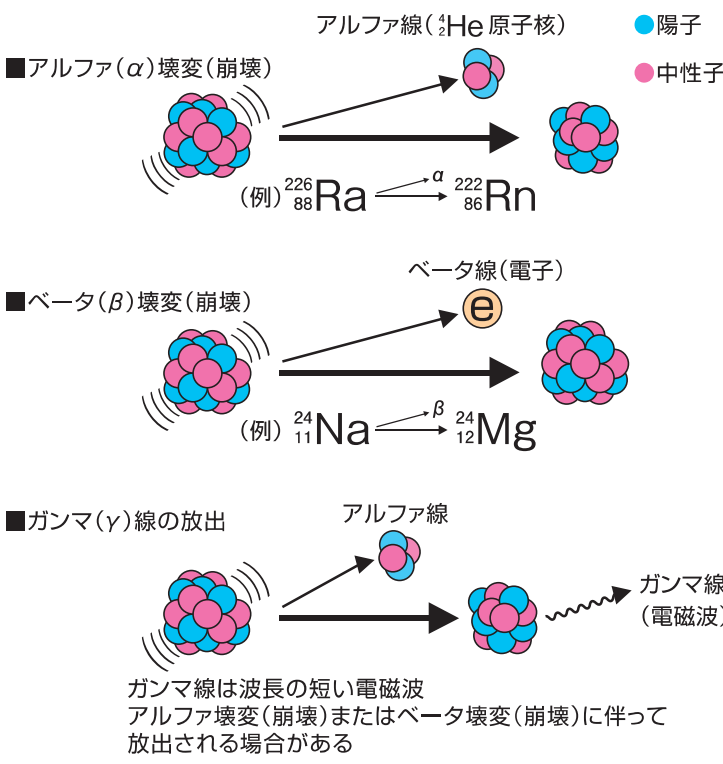 アルファ線(⁴₂He原子核)
●陽子
■アルファ(α)壊変(崩壊)
●中性子
(例) ²²⁶₈₈Ra α ²²²₈₆Rn
ベータ線(電子)
■ベータ(β)壊変(崩壊)
e
(例) ²⁴₁₁Na β ²⁴₁₂Mg
アルファ線
■ガンマ(γ)線の放出
ガンマ線
(電磁波)
ガンマ線は波長の短い電磁波
アルファ壊変(崩壊)またはベータ壊変(崩壊)に伴って
放出される場合がある